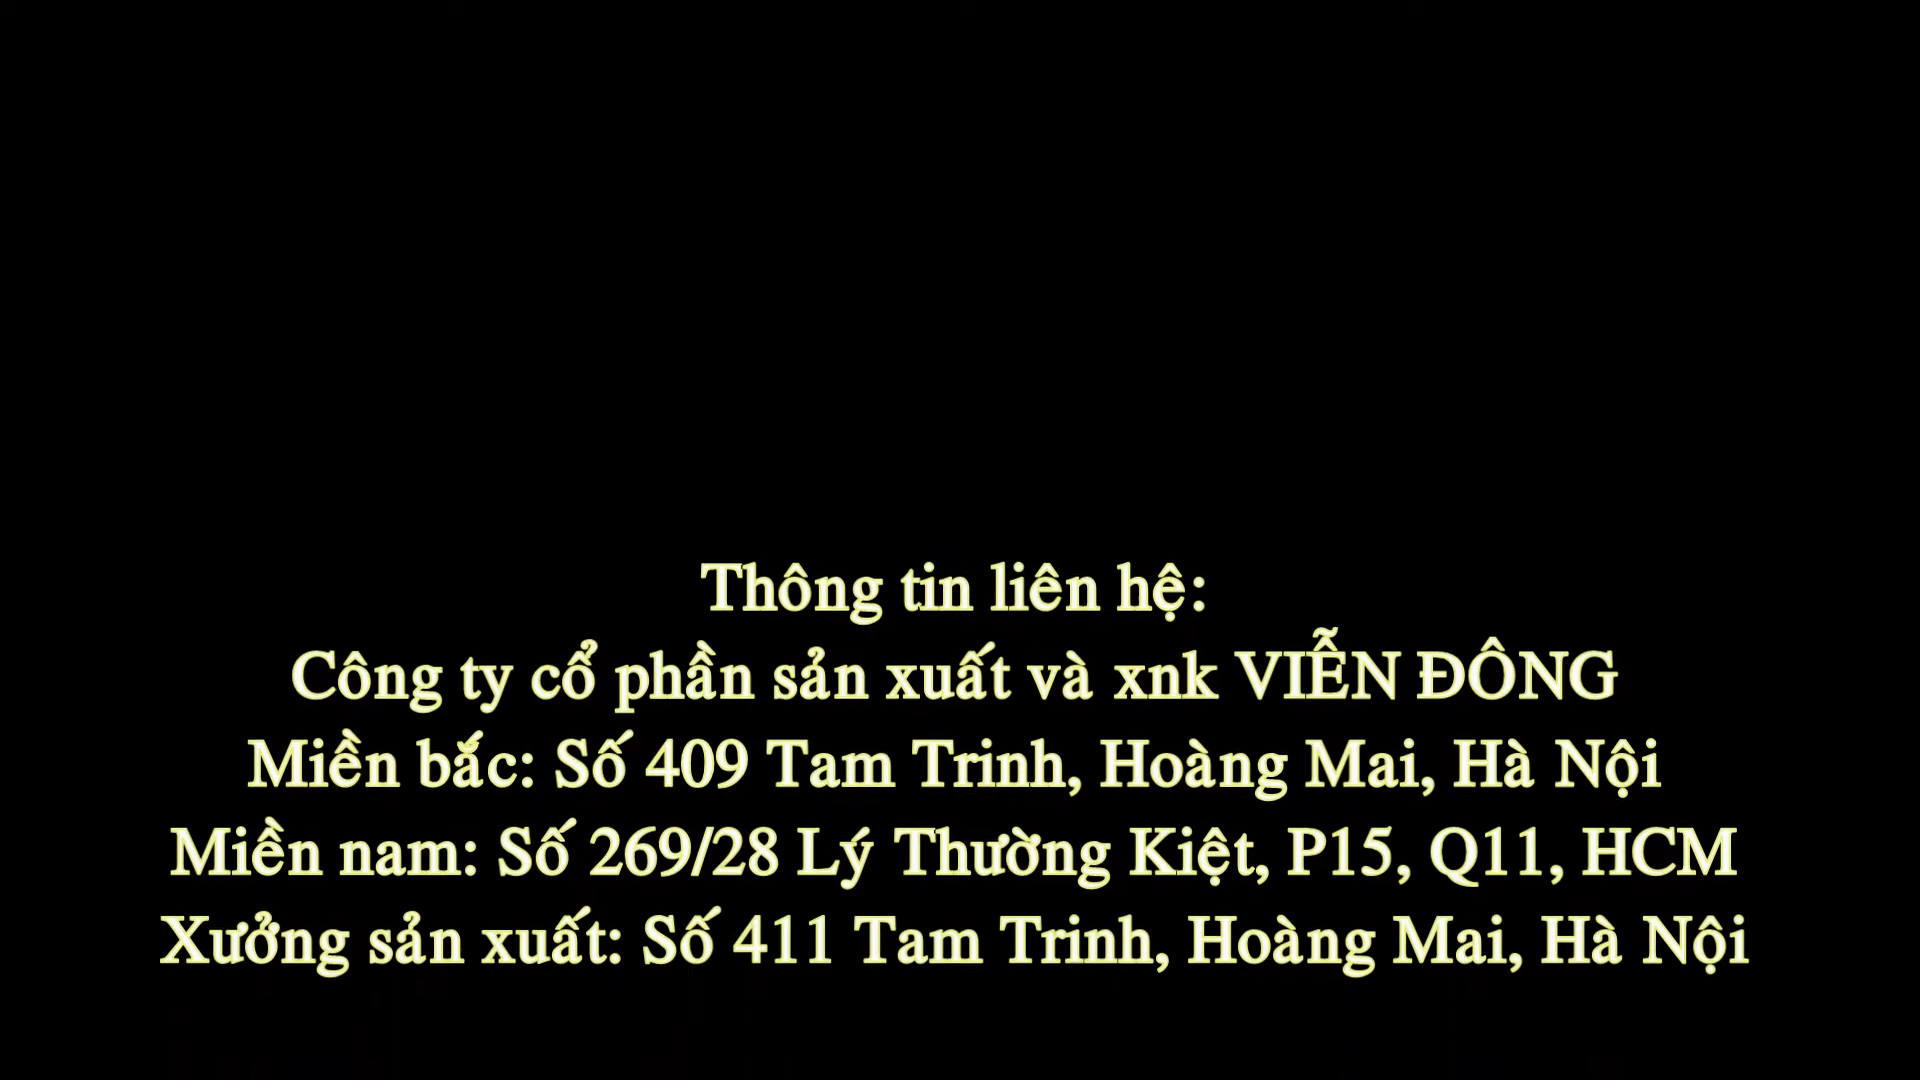 Thông tin liên hệ:
Công ty cổ phần sản xuất và xnk VIỄN ĐÔNG
Miền bắc: Số 409 Tam Trinh, Hoàng Mai, Hà Nội
Miền nam: Số 269/28 Lý Thường Kiệt, P15, Q11, HCM
Xưởng sản xuất: Số 411 Tam Trinh, Hoàng Mai, Hà Nội